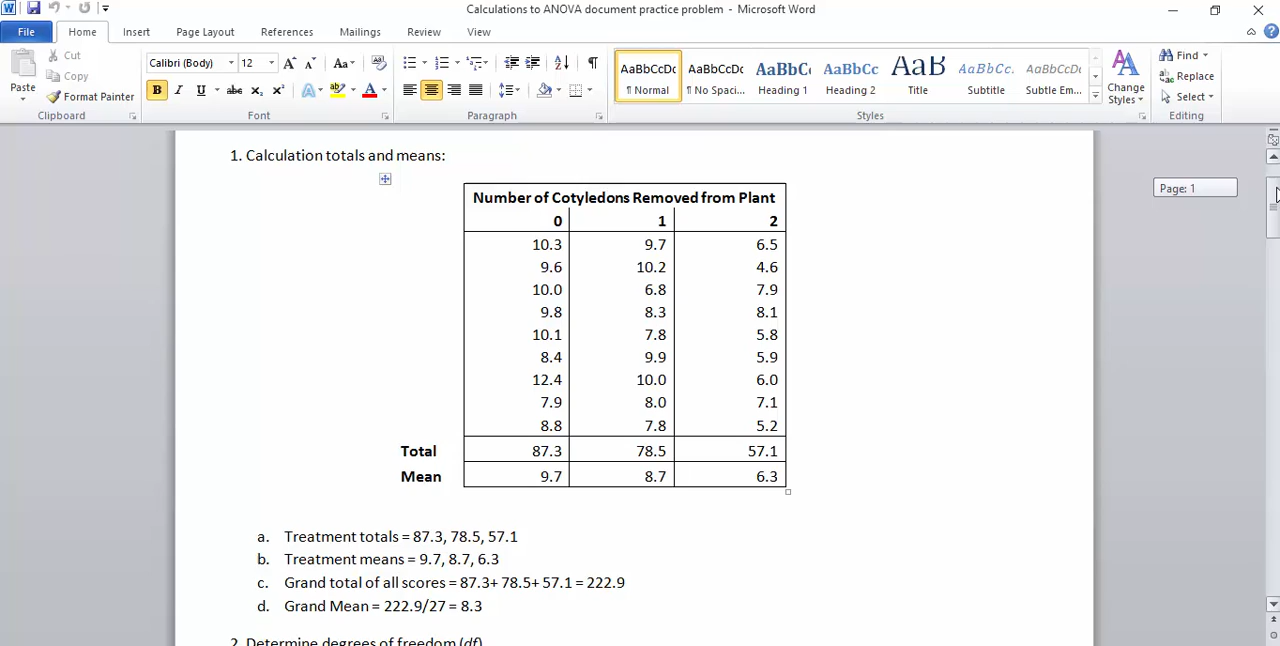 Calculations to ANOVA document practice problem - Microsoft Word
File Home Insert Page Layout References Mailings Review View
Paste
Cut
Copy
Format Painter
Clipboard
Calibri (Body) 12
Font
Paragraph
AaBbCcDc AaBbCcDc AaBbC AaBbCc AaB AaBbCc. AaBbCcDc
¶ Normal ¶ No Spac... Heading 1 Heading 2 Title Subtitle Subtle Em...
Change
Styles
Styles
Find
Replace
Select
Editing
Page: 1
1. Calculation totals and means:
Number of Cotyledons Removed from Plant
0 1 2
10.3 9.7 6.5
9.6 10.2 4.6
10.0 6.8 7.9
9.8 8.3 8.1
10.1 7.8 5.8
8.4 9.9 5.9
12.4 10.0 6.0
7.9 8.0 7.1
8.8 7.8 5.2
Total 87.3 78.5 57.1
Mean 9.7 8.7 6.3
a. Treatment totals = 87.3, 78.5, 57.1
b. Treatment means = 9.7, 8.7, 6.3
c. Grand total of all scores = 87.3+ 78.5+ 57.1 = 222.9
d. Grand Mean = 222.9/27 = 8.3
2. Determine degrees of freedom (df)